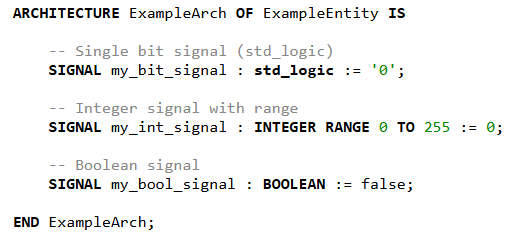 ARCHITECTURE ExampleArch OF ExampleEntity IS
-- Single bit signal (std_logic)
SIGNAL my_bit_signal : std_logic := '0';
-- Integer signal with range
SIGNAL my_int_signal : INTEGER RANGE 0 TO 255 := 0;
-- Boolean signal
SIGNAL my_bool_signal : BOOLEAN := false;
END ExampleArch;